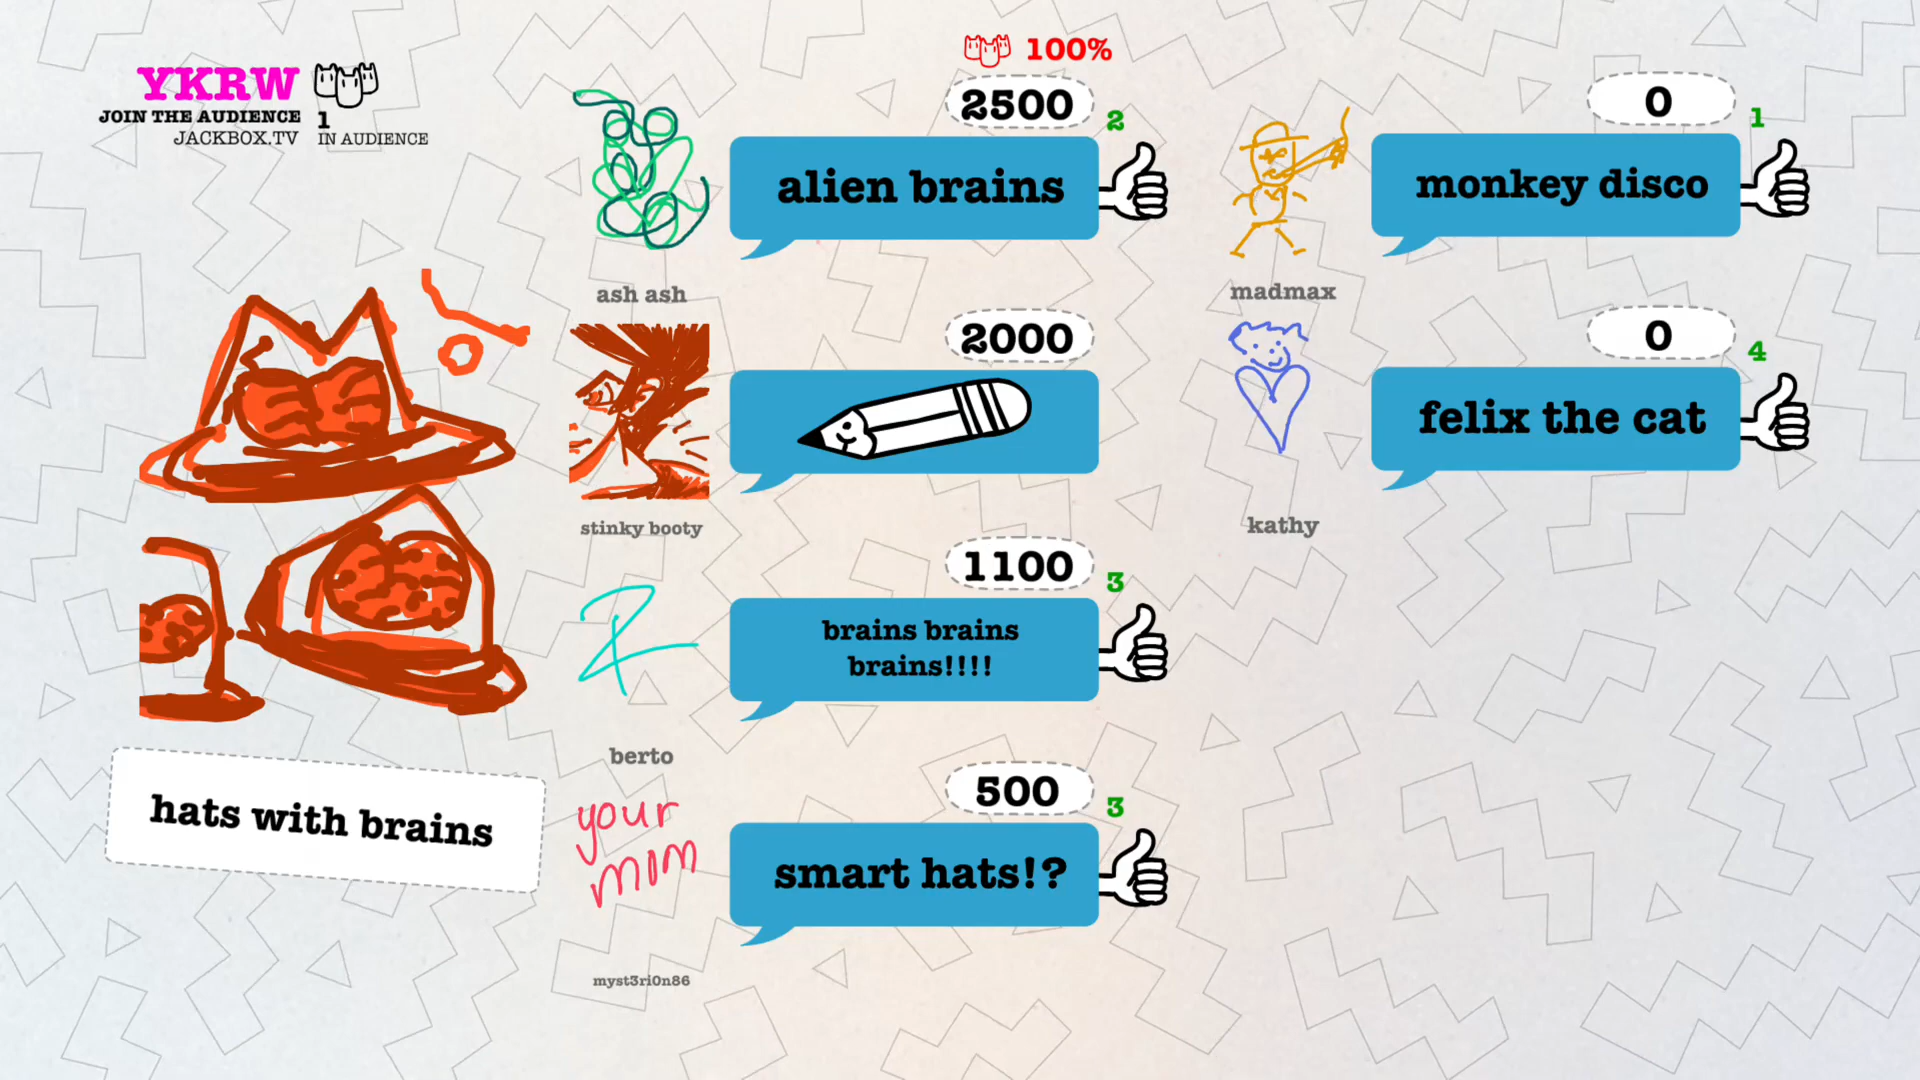 YKRW
JOIN THE AUDIENCE
JACKBOX.TV
1
IN AUDIENCE
100%
2500
2
alien brains
ash ash
0
1
monkey disco
madmax
2000
stinky booty
0
4
felix the cat
kathy
1100
3
brains brains
brains!!!!
berto
hats with brains
500
3
your
mom
smart hats!?
myst3ri0n86